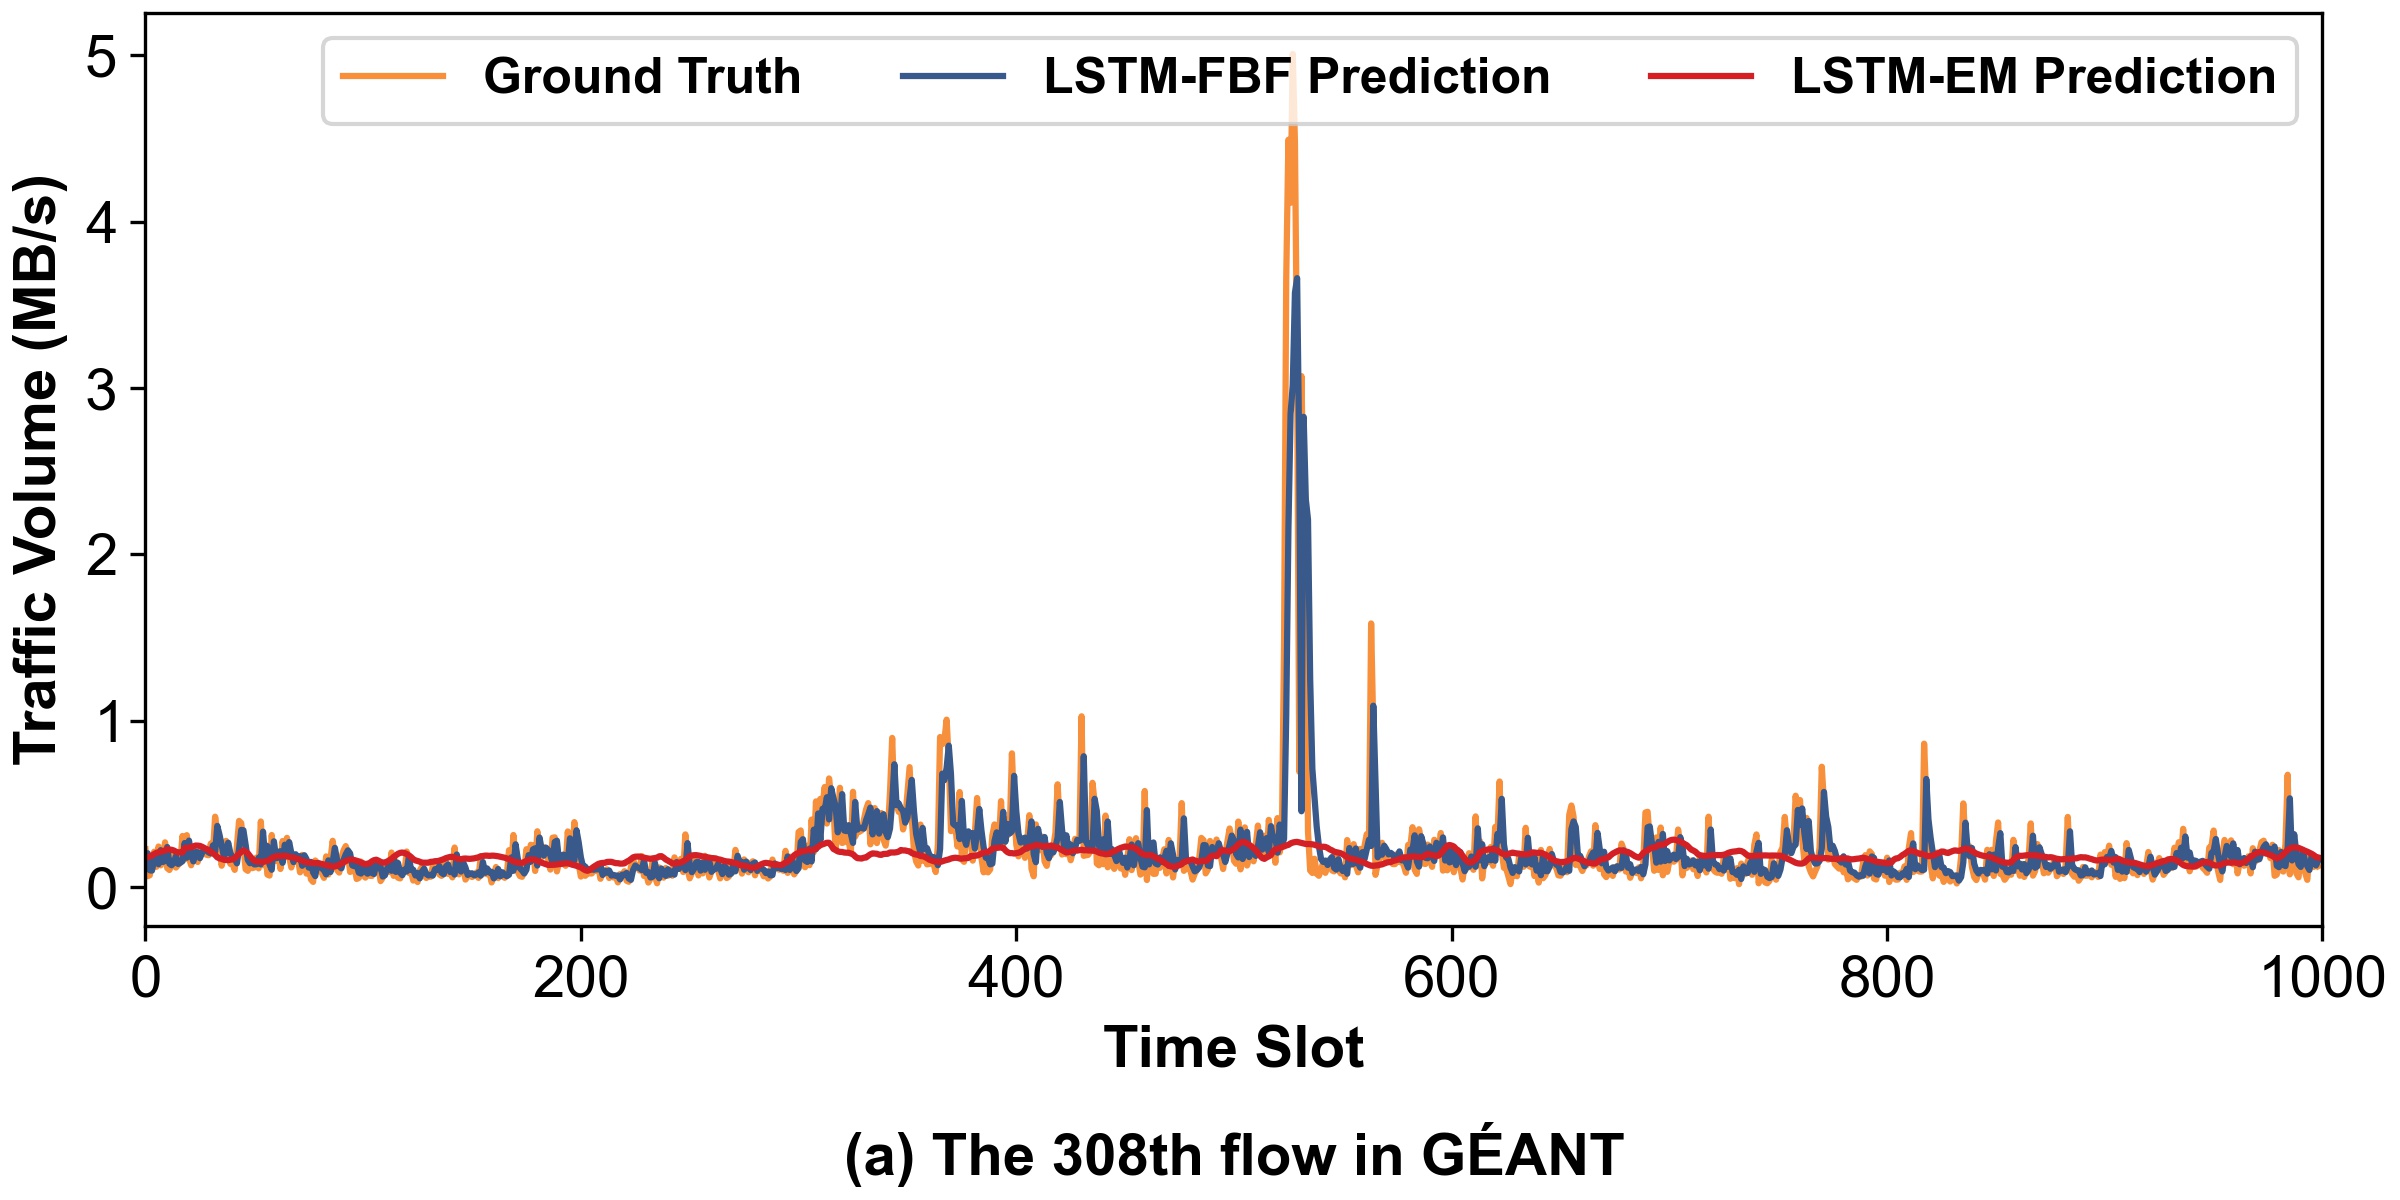 Ground Truth
LSTM-FBF Prediction
LSTM-EM Prediction
Traffic Volume (MB/s)
5
4
3
2
1
0
0
200
400
600
800
1000
Time Slot
(a) The 308th flow in GÉANT